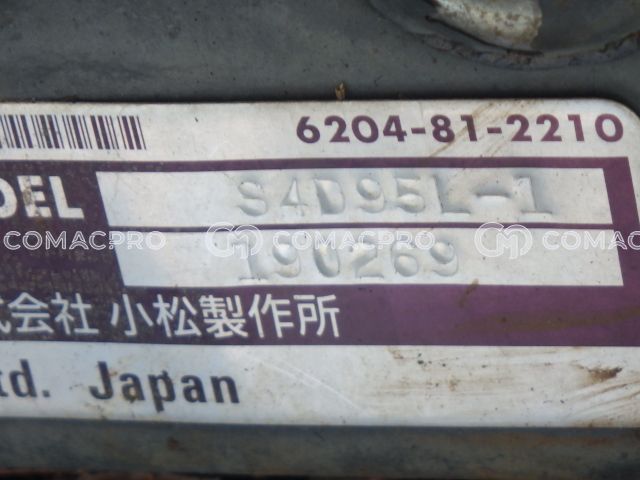 6204-81-2210
DEL S4D95L-1
COMACPRO COMACPRO COMACPRO
190269
式会社 小松製作所
td. Japan